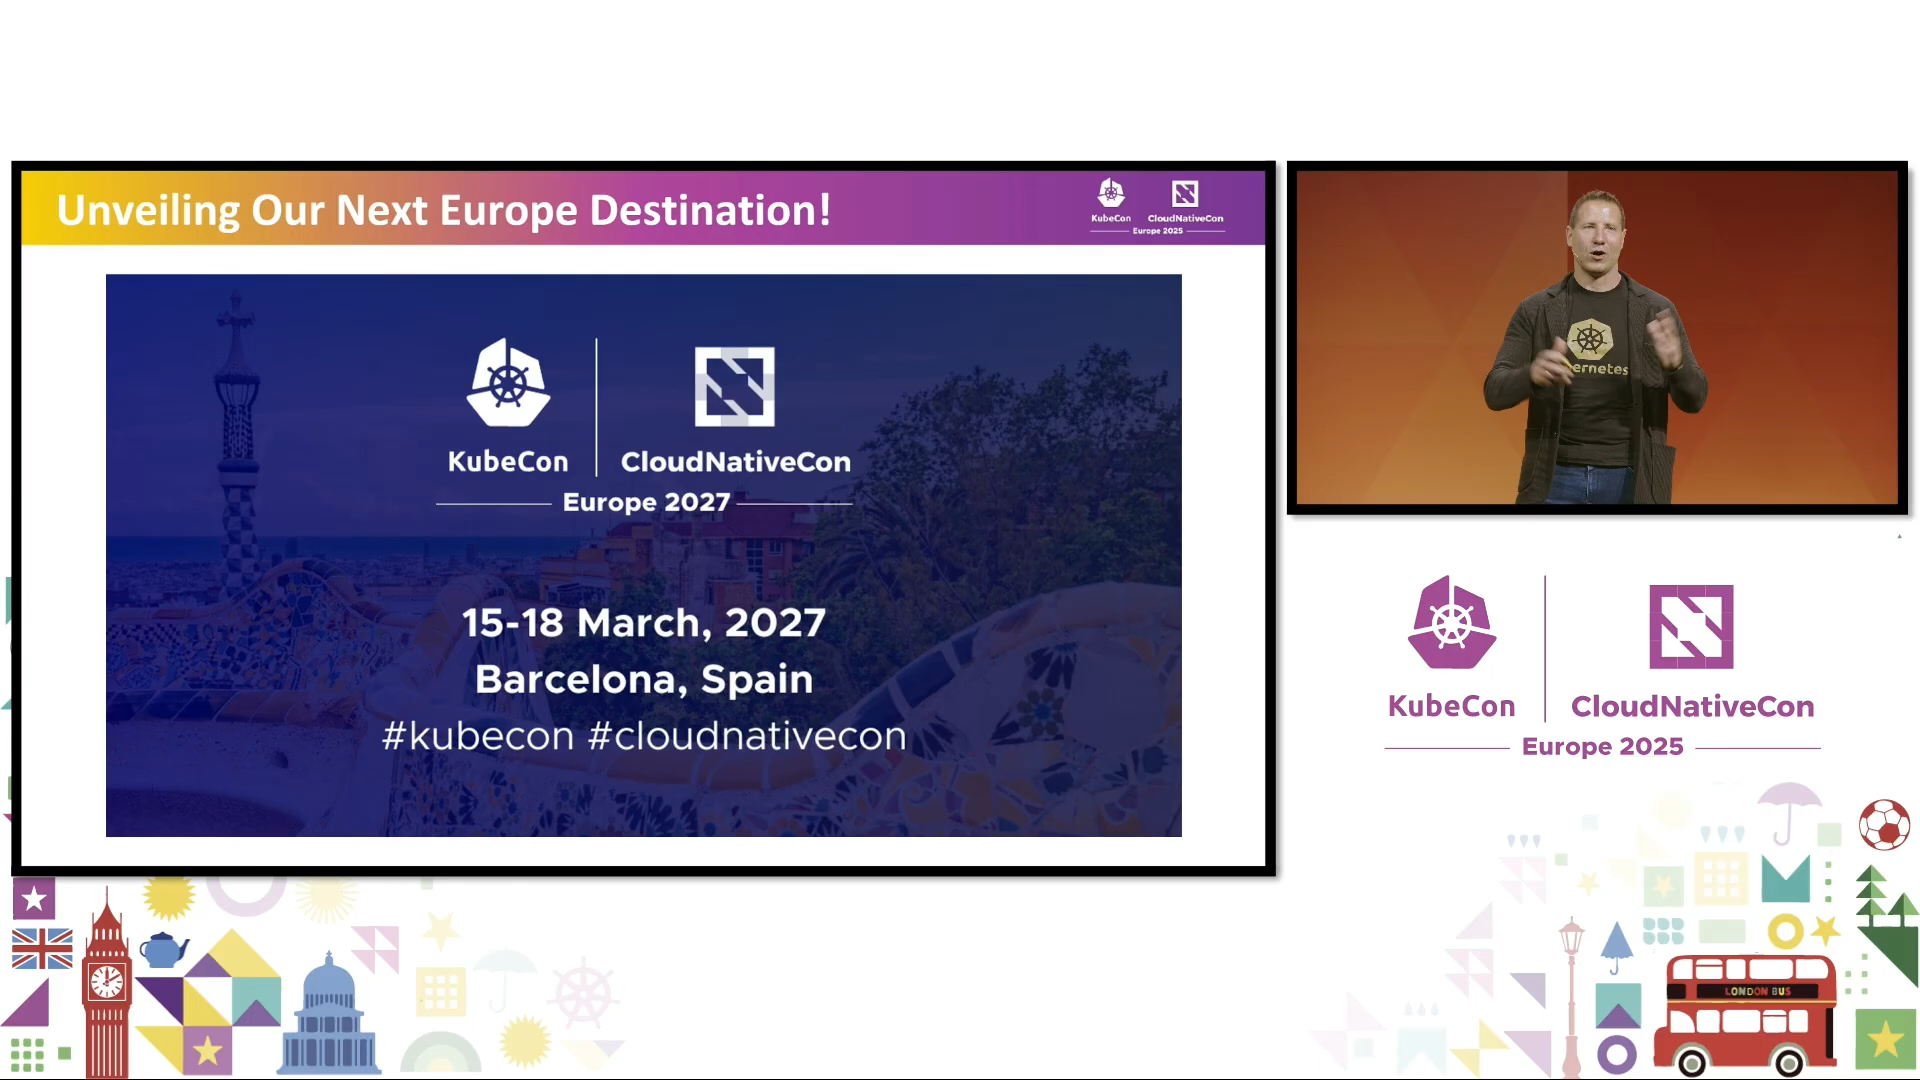 Unveiling Our Next Europe Destination!
KubeCon
CloudNativeCon
Europe 2025
KubeCon
CloudNativeCon
Europe 2027
15-18 March, 2027
Barcelona, Spain
#kubecon #cloudnativecon
ernetes
KubeCon
CloudNativeCon
Europe 2025
LONDON BUS